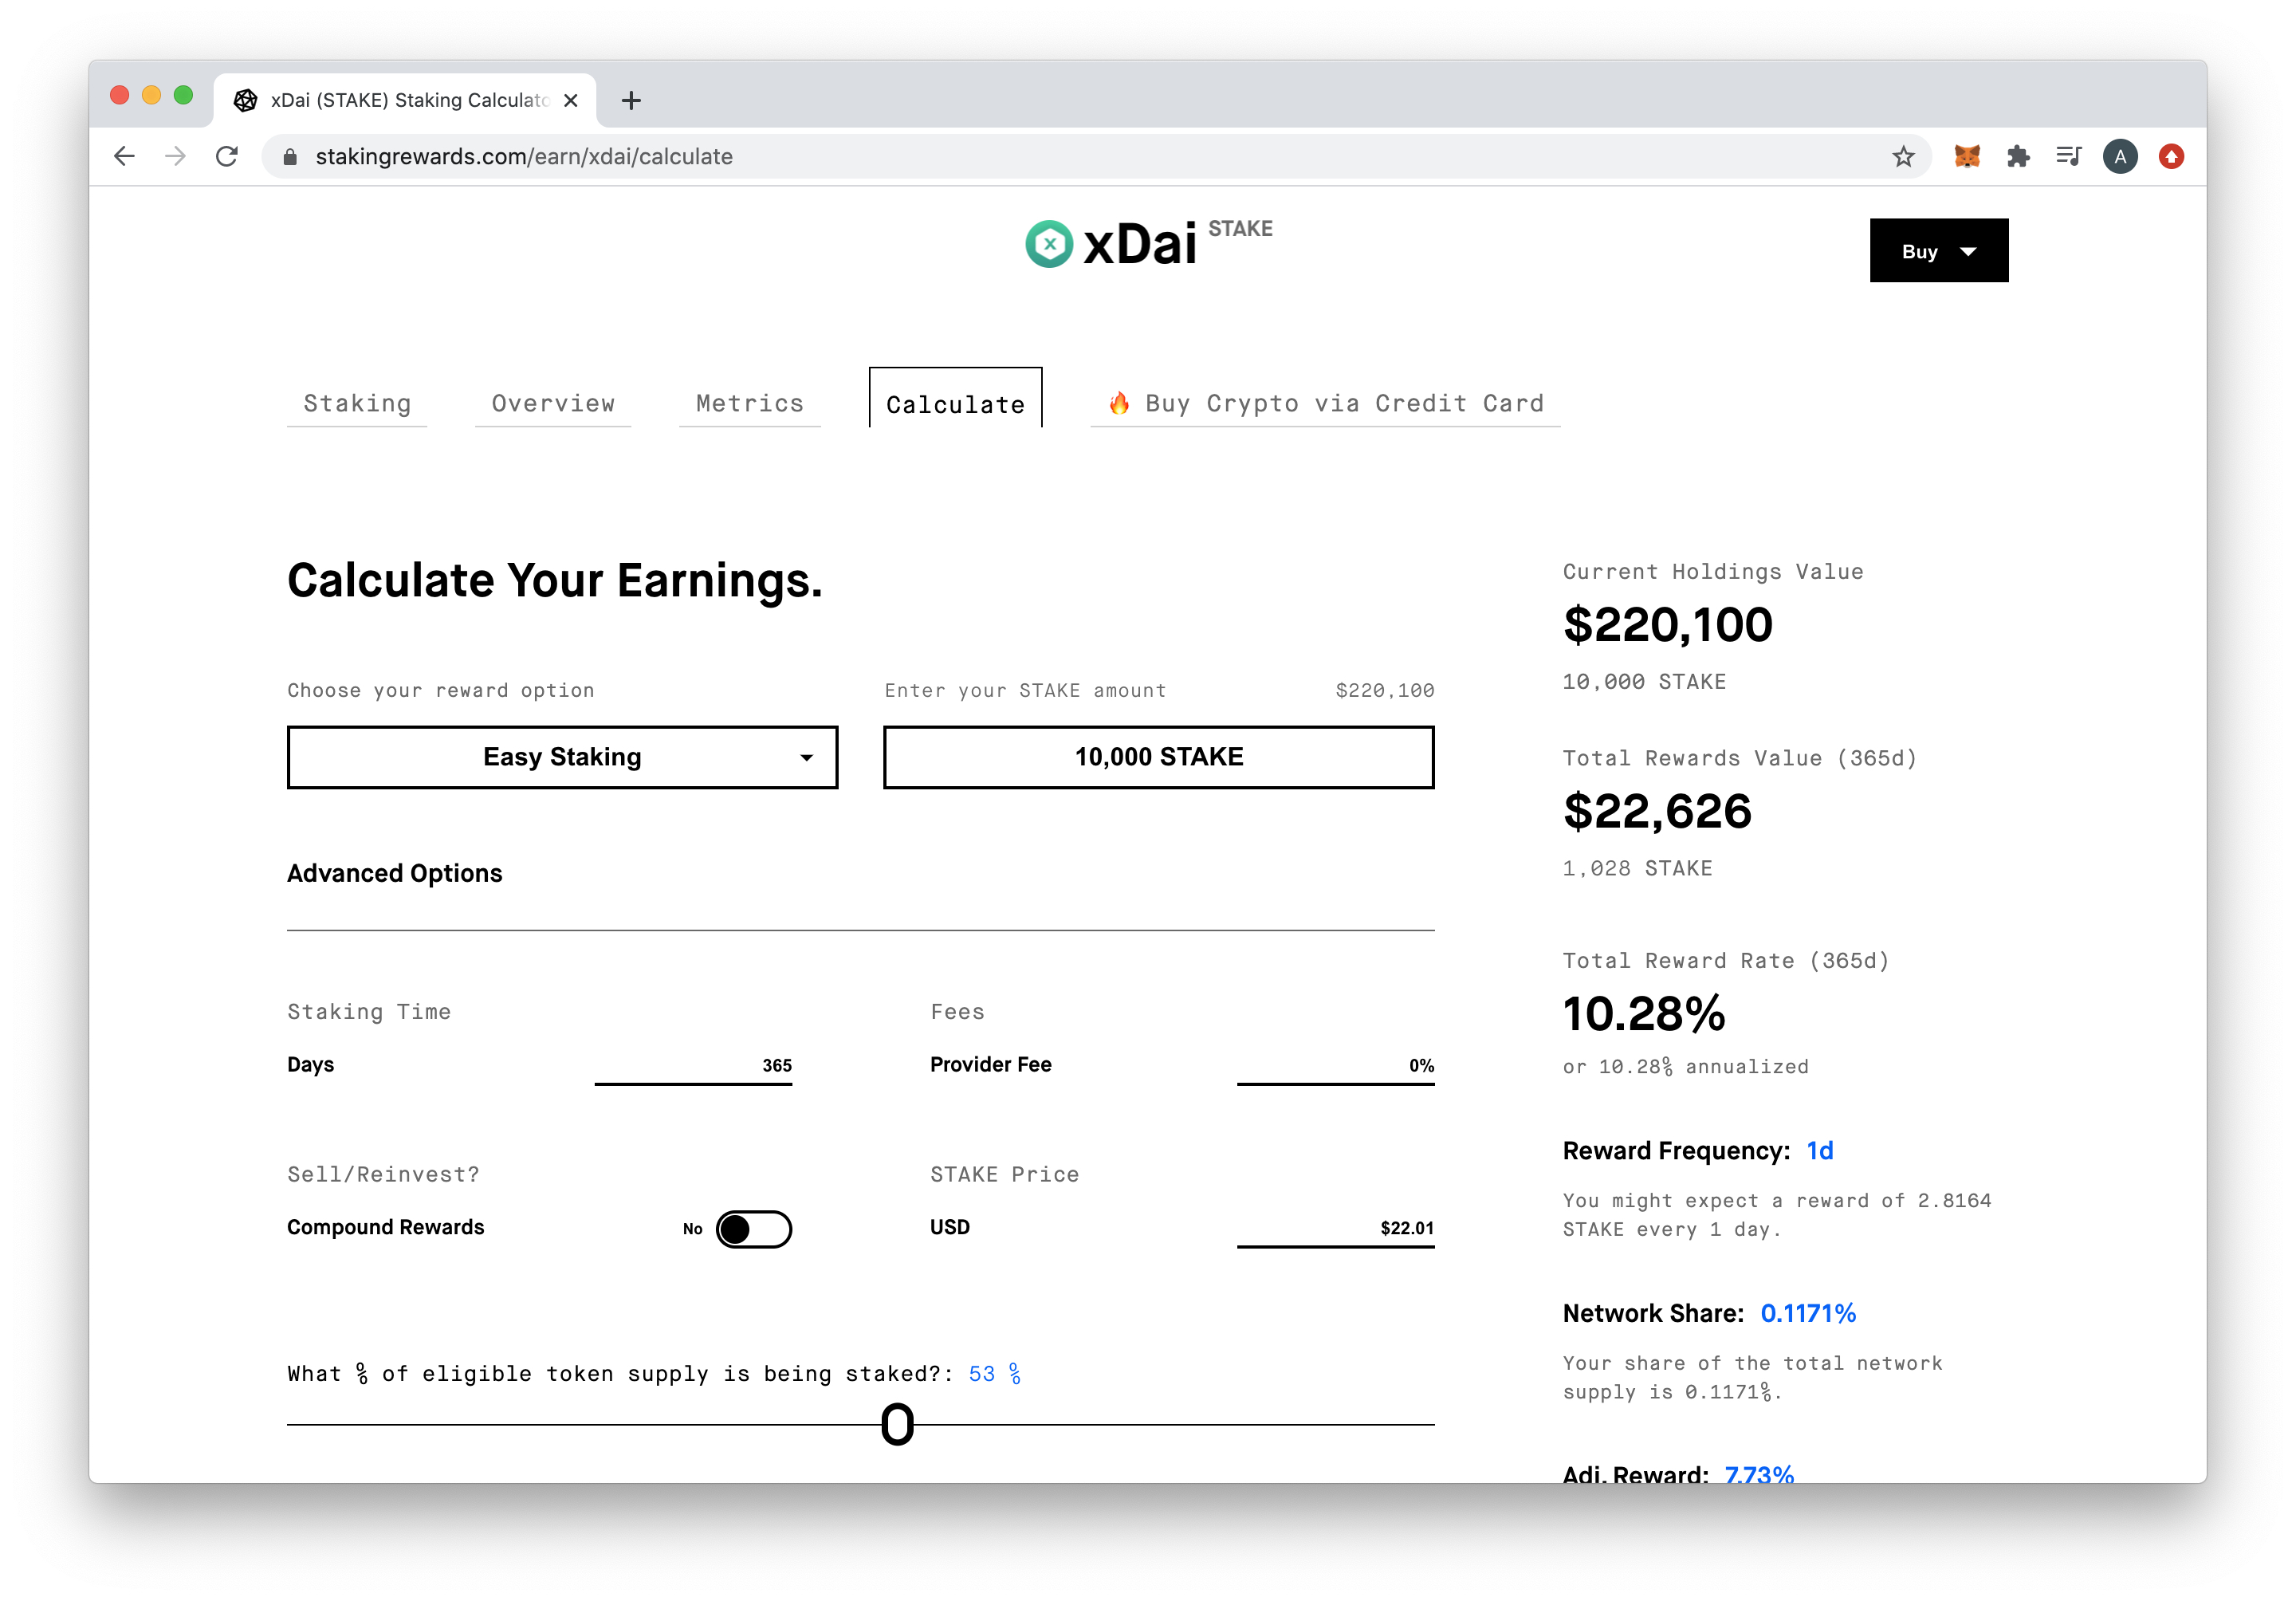 xDai (STAKE) Staking Calculato
stakingrewards.com/earn/xdai/calculate
A
xDai STAKE
Buy
Staking
Overview
Metrics
Calculate
Buy Crypto via Credit Card
Calculate Your Earnings.
Choose your reward option
Easy Staking
Enter your STAKE amount
$220,100
10,000 STAKE
Advanced Options
Staking Time
Days
365
Fees
Provider Fee
0%
Sell/Reinvest?
Compound Rewards
No
STAKE Price
USD
$22.01
What % of eligible token supply is being staked?: 53 %
Current Holdings Value
$220,100
10,000 STAKE
Total Rewards Value (365d)
$22,626
1,028 STAKE
Total Reward Rate (365d)
10.28%
or 10.28% annualized
Reward Frequency: 1d
You might expect a reward of 2.8164
STAKE every 1 day.
Network Share: 0.1171%
Your share of the total network
supply is 0.1171%.
Adj. Reward: 7.73%